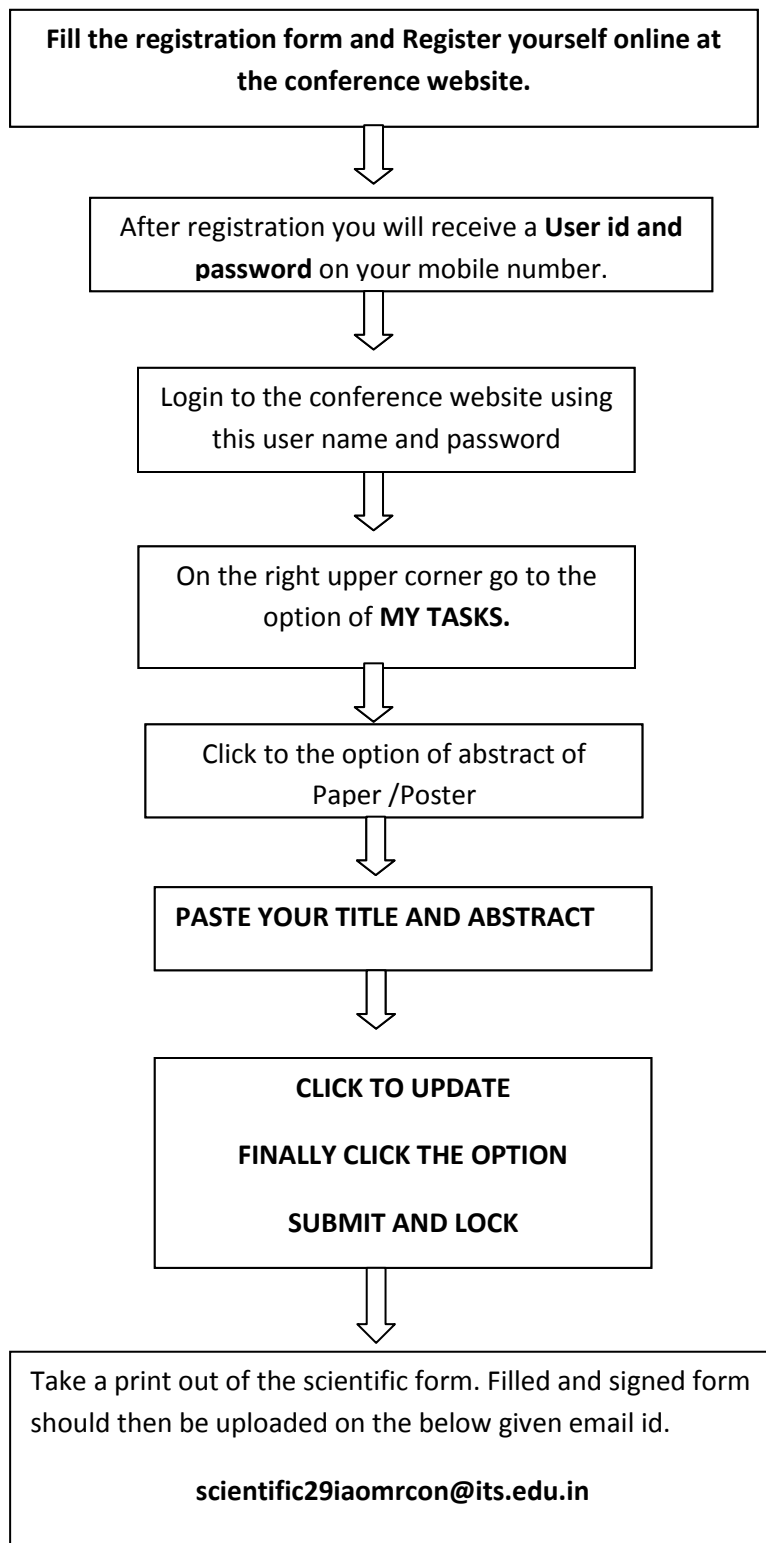 Fill the registration form and Register yourself online at
the conference website.
After registration you will receive a User id and
password on your mobile number.
Login to the conference website using
this user name and password
On the right upper corner go to the
option of MY TASKS.
Click to the option of abstract of
Paper /Poster
PASTE YOUR TITLE AND ABSTRACT
CLICK TO UPDATE
FINALLY CLICK THE OPTION
SUBMIT AND LOCK
Take a print out of the scientific form. Filled and signed form
should then be uploaded on the below given email id.
scientific29iaomrcon@its.edu.in